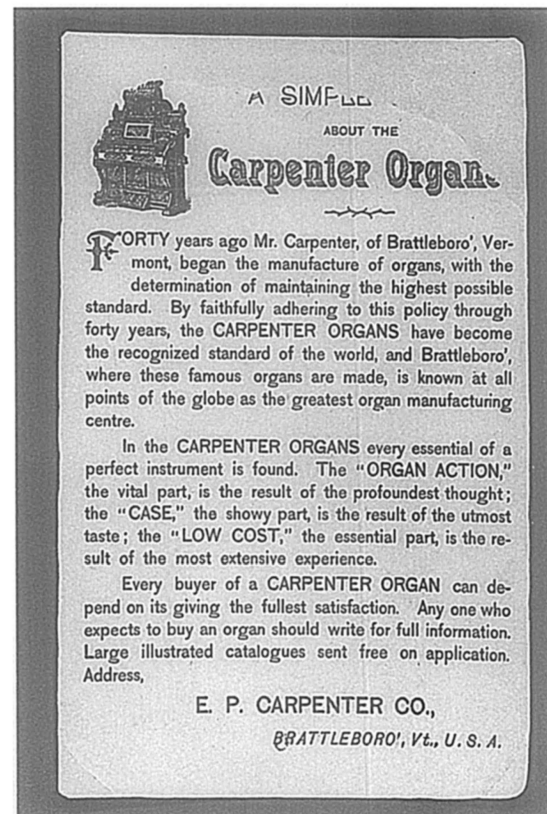 A
ABOUT THE
Carpenter
FORTY years ago Mr. Carpenter, of Brattleboro', Ver-
mont, began the manufacture of organs, with the
determination of maintaining the highest possible
standard. By faithfully adhering to this policy through
forty years, the CARPENTER ORGANS have become
the recognized standard of the world, and Brattleboro',
where these famous organs are made, is known at all
points of the globe as the greatest organ manufacturing
centre.
In the CARPENTER ORGANS every essential of a
perfect instrument is found. The "ORGAN ACTION,"
the vital part, is the result of the profoundest thought;
the "CASE," the showy part, is the result of the utmost
taste; the "LOW COST," the essential part, is the re-
sult of the most extensive experience.
Every buyer of a CARPENTER ORGAN can de-
pend on its giving the fullest satisfaction. Any one who
expects to buy an organ should write for full information.
Large illustrated catalogues sent free on application.
Address,
E. P. CARPENTER CO.,
BRATTLEBORO', Vt., U. S. A.